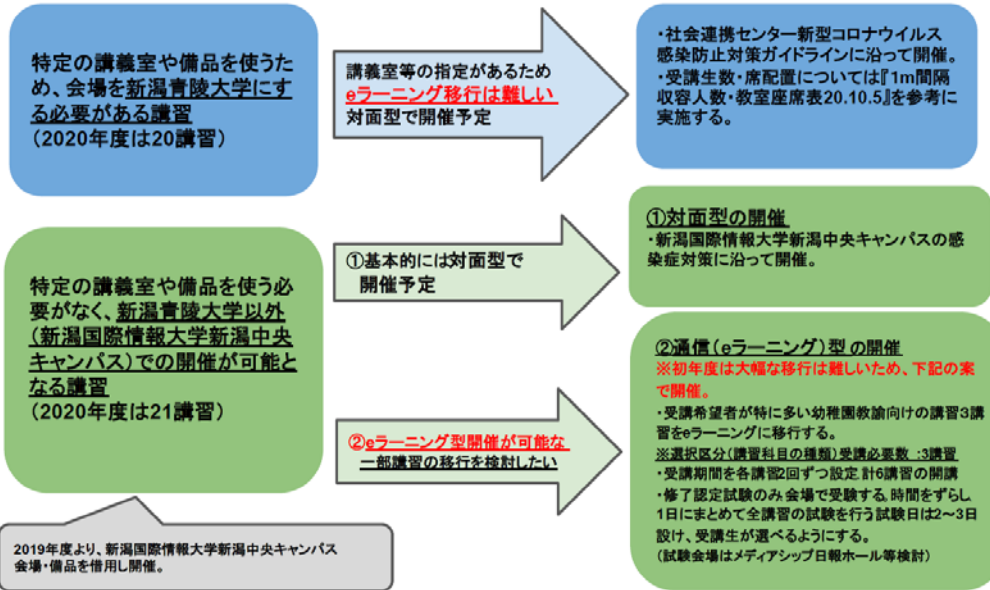 特定の講義室や備品を使うた
め、会場を新潟青陵大学にす
る必要がある講習
（2020年度は20講習）
講義室等の指定があるため
eラーニング移行は難しい
対面型で開催予定
・社会連携センター新型コロナウイルス
感染防止対策ガイドラインに沿って開催。
・受講生数・席配置については『1m間隔
収容人数・教室座席表20.10.5』を参考に
実施する。
特定の講義室や備品を使う必
要がなく、新潟青陵大学以外
（新潟国際情報大学新潟中央
キャンパス）での開催が可能と
なる講習
（2020年度は21講習）
①基本的には対面型で
開催予定
①対面型の開催
・新潟国際情報大学新潟中央キャンパスの感
染症対策に沿って開催。
②eラーニング型開催が可能な
一部講習の移行を検討したい
②通信（eラーニング）型の開催
※初年度は大幅な移行は難しいため、下記の案
で開催。
・受講希望者が特に多い幼稚園教諭向けの講習3講
習をeラーニングに移行する。
※選択区分（講習科目の種類）受講必要数 :3講習
・受講期間を各講習2回ずつ設定 計6講習の開講
・修了認定試験のみ会場で受験する。時間をずらし
1日にまとめて全講習の試験を行う試験日は2～3日
設け、受講生が選べるようにする。
（試験会場はメディアシップ日報ホール等検討）
2019年度より、新潟国際情報大学新潟中央キャンパス
会場・備品を借用し開催。